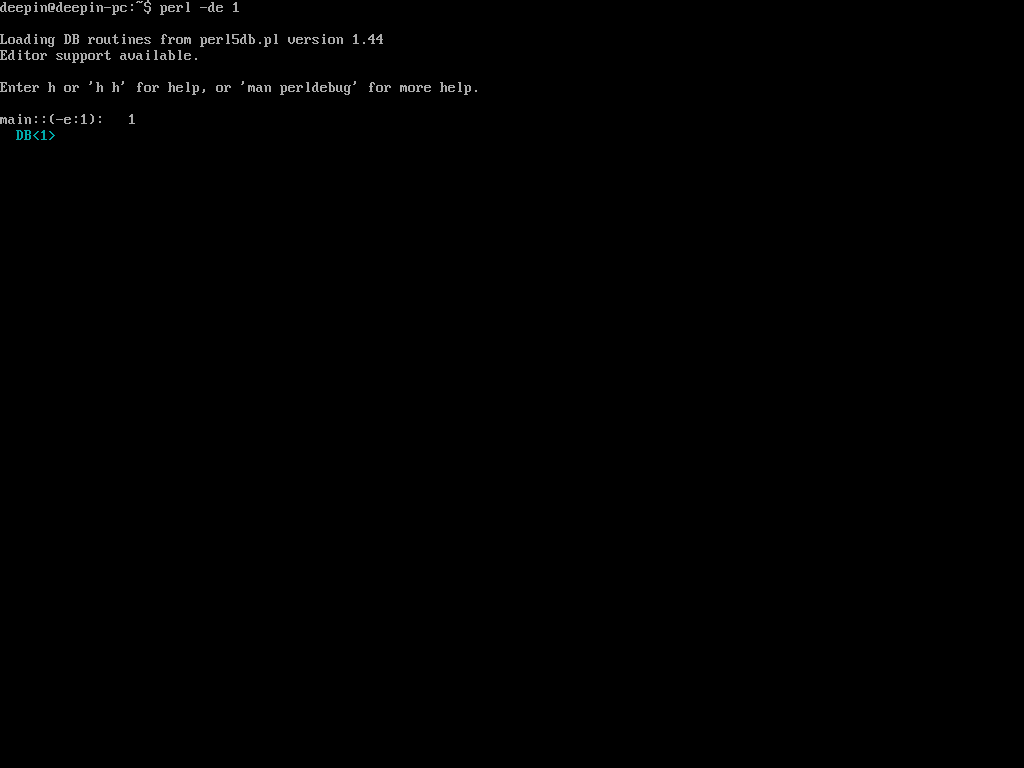 deepin@deepin-pc:~$ perl -de 1
Loading DB routines from perl5db.pl version 1.44
Editor support available.
Enter h or 'h h' for help, or 'man perldebug' for more help.
main::(-e:1):   1
  DB<1>